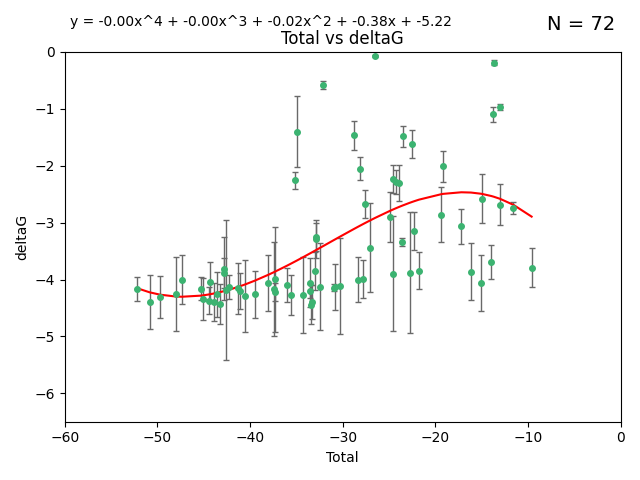 y = -0.00x^4 + -0.00x^3 + -0.02x^2 + -0.38x + -5.22
N = 72
Total vs deltaG
0
−1
−2
−3
−4
−5
−6
deltaG
−60 −50 −40 −30 −20 −10 0
Total